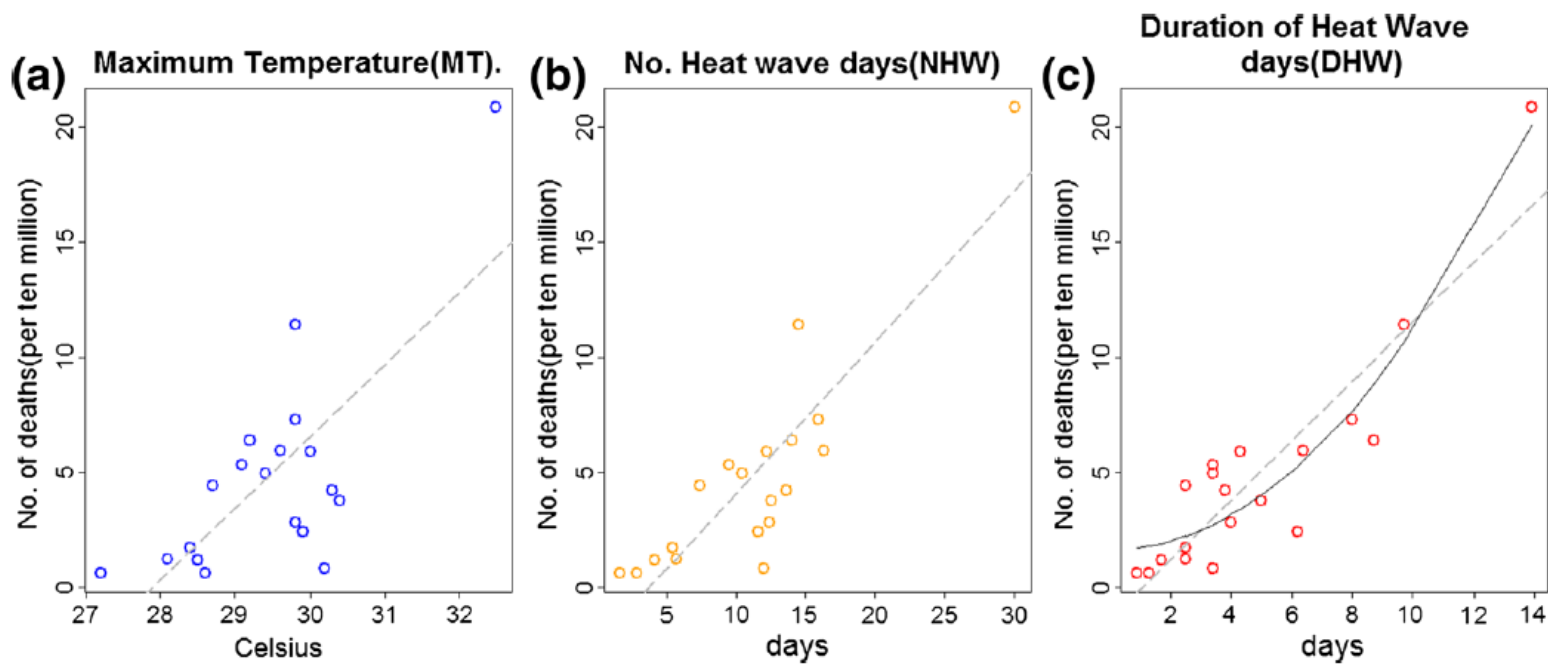 (a)
Maximum Temperature(MT).
No. of deaths(per ten million)
20
15
10
5
0
27 28 29 30 31 32
Celsius
(b)
No. Heat wave days(NHW)
No. of deaths(per ten million)
20
15
10
5
0
5 10 15 20 25 30
days
(c)
Duration of Heat Wave
days(DHW)
No. of deaths(per ten million)
20
15
10
5
0
2 4 6 8 10 12 14
days